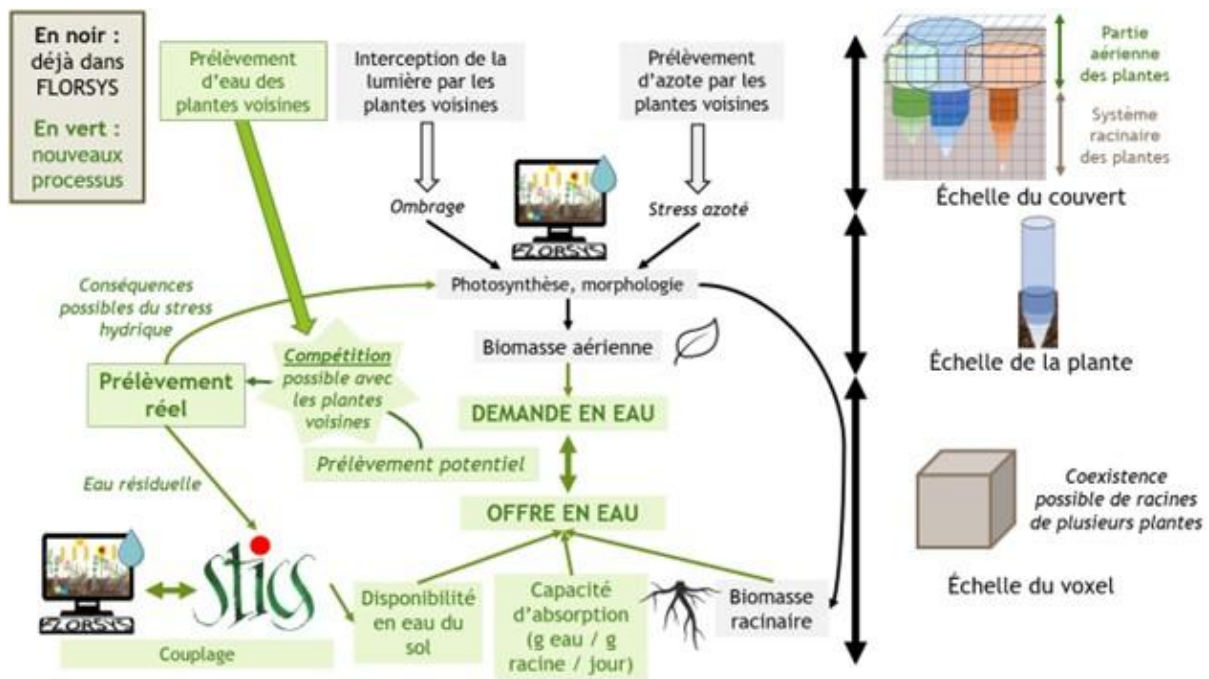 En noir :
déjà dans
FLORSYS
En vert :
nouveaux
processus
Prélèvement
d'eau des
plantes voisines
Interception de la
lumière par les
plantes voisines
Prélèvement
d'azote par les
plantes voisines
Partie
aérienne
des plantes
Système
racinaire
des plantes
Échelle du couvert
Ombrage
FLORSYS
Stress azoté
Conséquences
possibles du stress
hydrique
Photosynthèse, morphologie
Biomasse aérienne
Échelle de la plante
Compétition
possible avec
les plantes
voisines
Prélèvement
réel
DEMANDE EN EAU
Prélèvement potentiel
Eau résiduelle
OFFRE EN EAU
Coexistence
possible de racines
de plusieurs plantes
Échelle du voxel
FLORSYS
stics
Couplage
Disponibilité
en eau du
sol
Capacité
d'absorption
(g eau / g
racine / jour)
Biomasse
racinaire